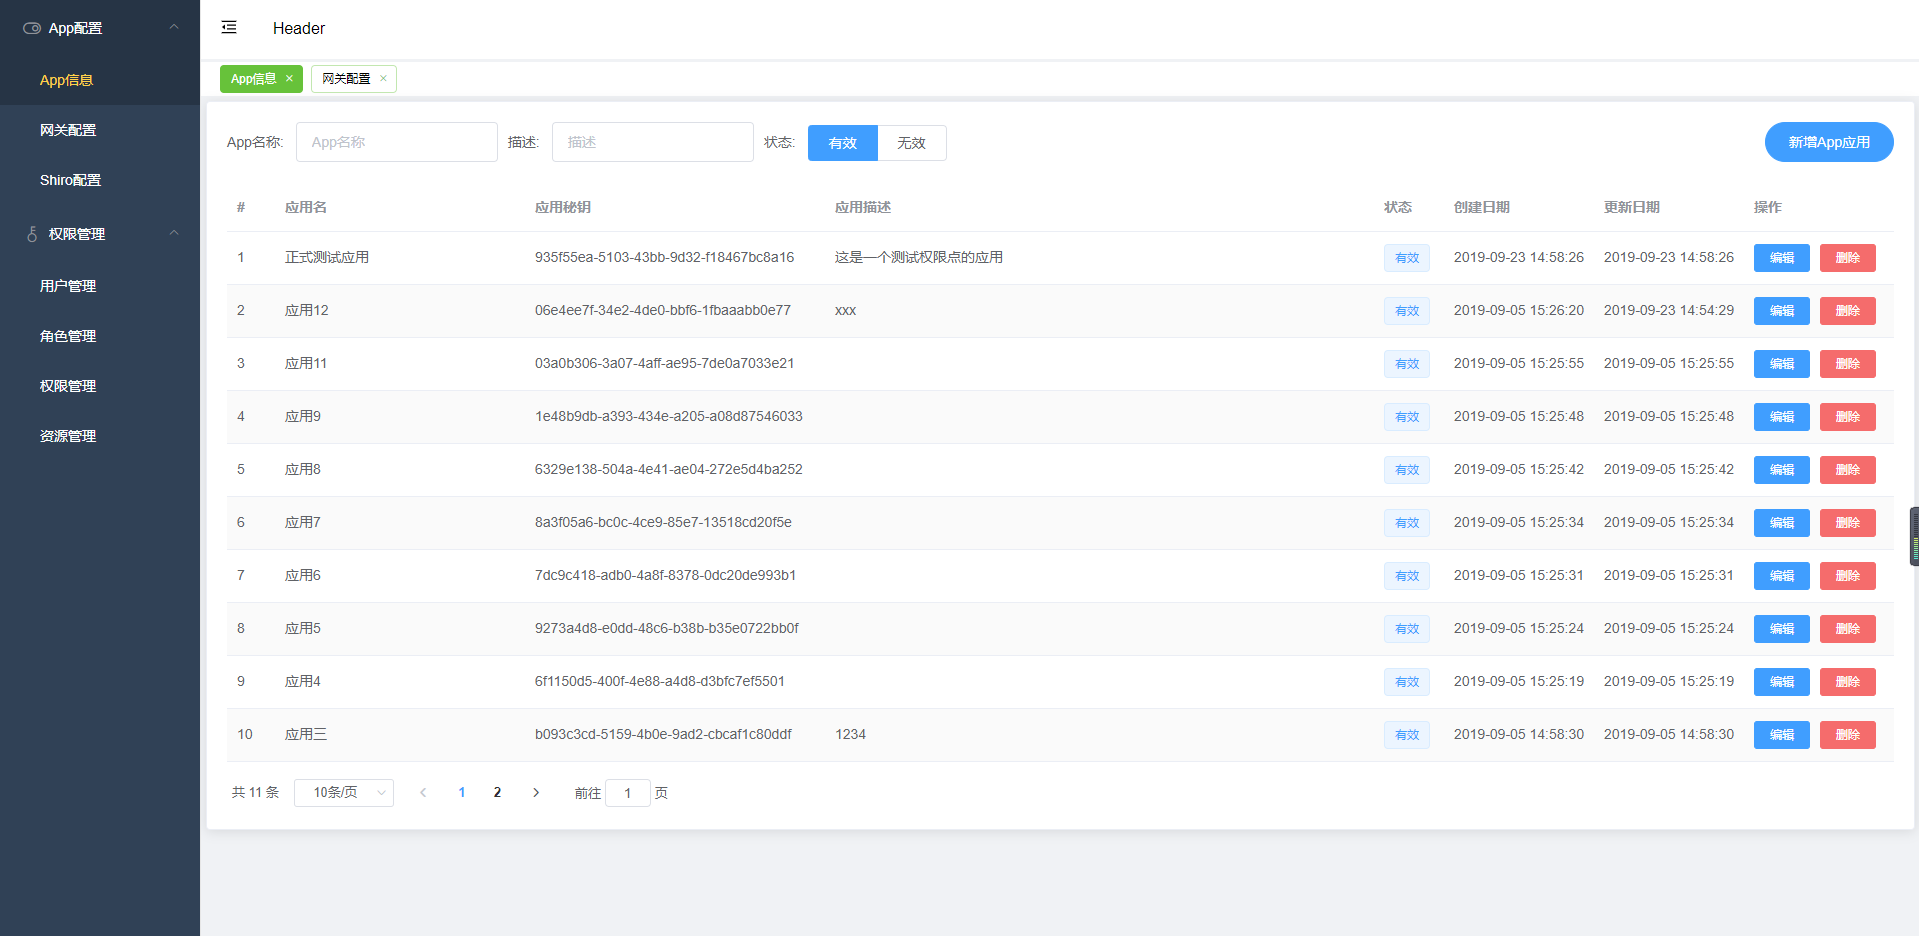 App配置
App信息
网关配置
Shiro配置
权限管理
用户管理
角色管理
权限管理
资源管理
Header
App信息 × 网关配置 ×
App名称: App名称 描述: 描述 状态: 有效 无效 新增App应用
# 应用名 应用秘钥 应用描述 状态 创建日期 更新日期 操作
1 正式测试应用 935f55ea-5103-43bb-9d32-f18467bc8a16 这是一个测试权限点的应用 有效 2019-09-23 14:58:26 2019-09-23 14:58:26 编辑 删除
2 应用12 06e4ee7f-34e2-4de0-bbf6-1fbaaabb0e77 xxx 有效 2019-09-05 15:26:20 2019-09-23 14:54:29 编辑 删除
3 应用11 03a0b306-3a07-4aff-ae95-7de0a7033e21 有效 2019-09-05 15:25:55 2019-09-05 15:25:55 编辑 删除
4 应用9 1e48b9db-a393-434e-a205-a08d87546033 有效 2019-09-05 15:25:48 2019-09-05 15:25:48 编辑 删除
5 应用8 6329e138-504a-4e41-ae04-272e5d4ba252 有效 2019-09-05 15:25:42 2019-09-05 15:25:42 编辑 删除
6 应用7 8a3f05a6-bc0c-4ce9-85e7-13518cd20f5e 有效 2019-09-05 15:25:34 2019-09-05 15:25:34 编辑 删除
7 应用6 7dc9c418-adb0-4a8f-8378-0dc20de993b1 有效 2019-09-05 15:25:31 2019-09-05 15:25:31 编辑 删除
8 应用5 9273a4d8-e0dd-48c6-b38b-b35e0722bb0f 有效 2019-09-05 15:25:24 2019-09-05 15:25:24 编辑 删除
9 应用4 6f1150d5-400f-4e88-a4d8-d3bfc7ef5501 有效 2019-09-05 15:25:19 2019-09-05 15:25:19 编辑 删除
10 应用三 b093c3cd-5159-4b0e-9ad2-cbcaf1c80ddf 1234 有效 2019-09-05 14:58:30 2019-09-05 14:58:30 编辑 删除
共 11 条 10条/页 1 2 前往 1 页